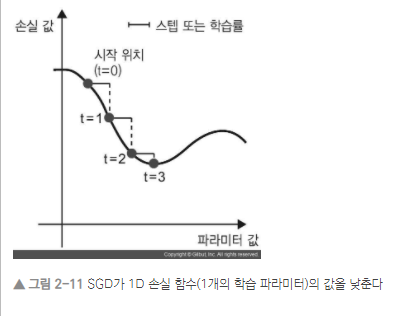 손실 값
스텝 또는 학습률
시작 위치
(t=0)
t=1
t=2
t=3
파라미터 값
Copyright © Gilbut, Inc. All rights reserved.
▲ 그림 2-11 SGD가 1D 손실 함수(1개의 학습 파라미터)의 값을 낮춘다